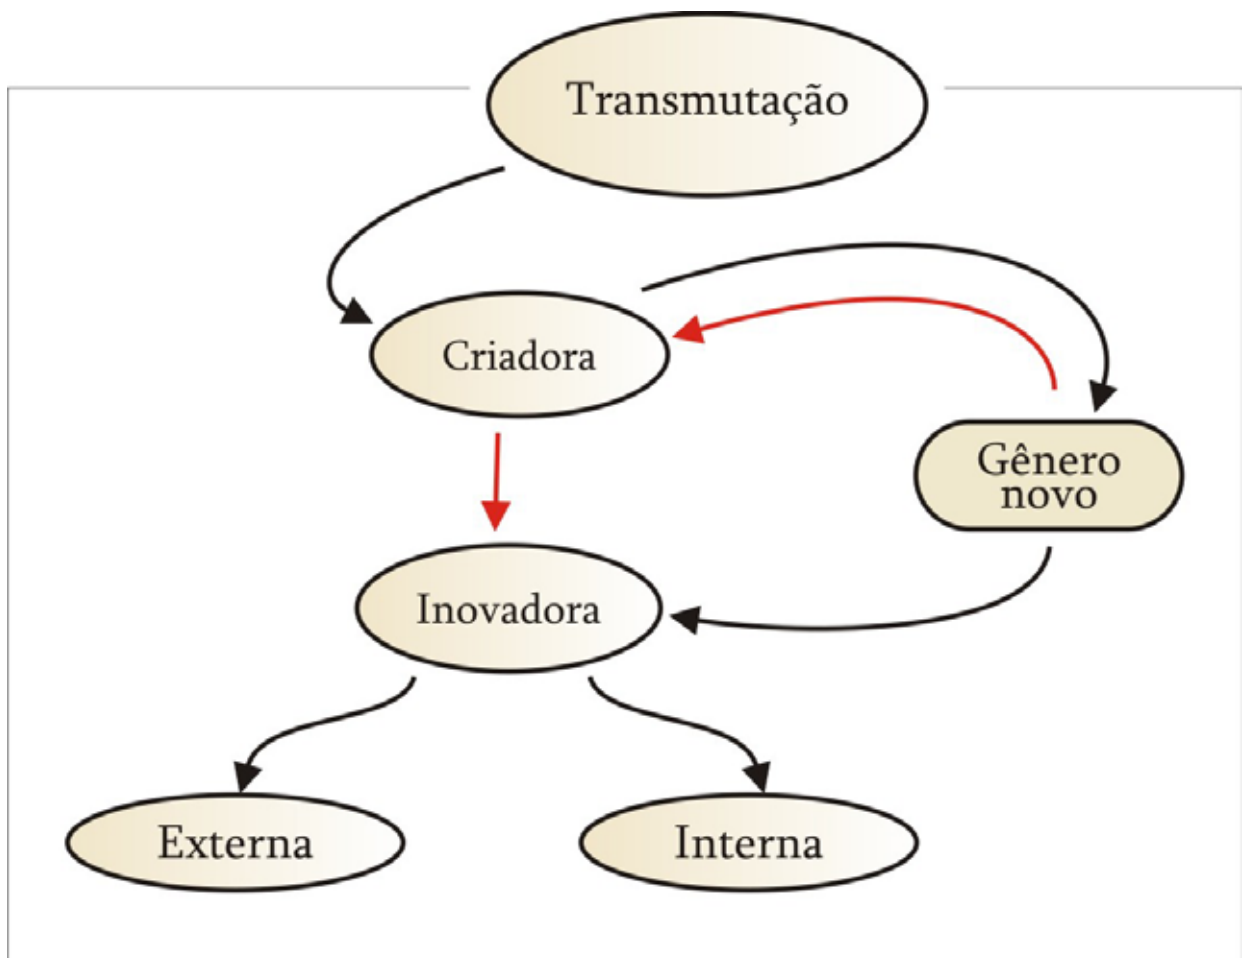 Transmutação
Criadora
Gênero
novo
Inovadora
Externa
Interna